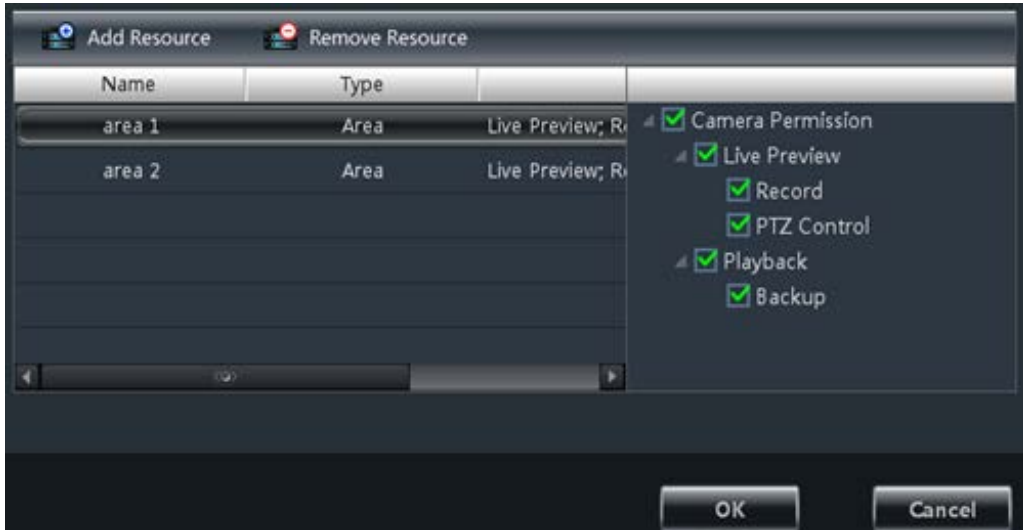 Add Resource Remove Resource
Name Type
area 1 Area Live Preview; R
area 2 Area Live Preview; R
Camera Permission
Live Preview
Record
PTZ Control
Playback
Backup
OK Cancel